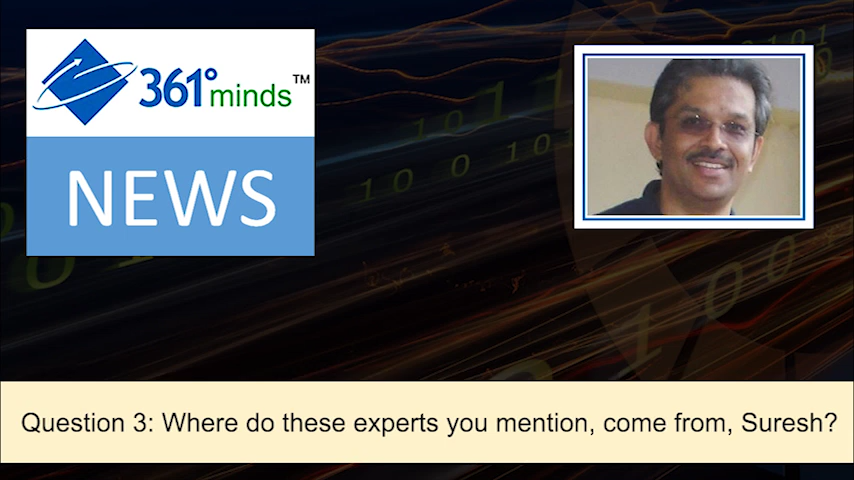 361°minds™
NEWS
Question 3: Where do these experts you mention, come from, Suresh?